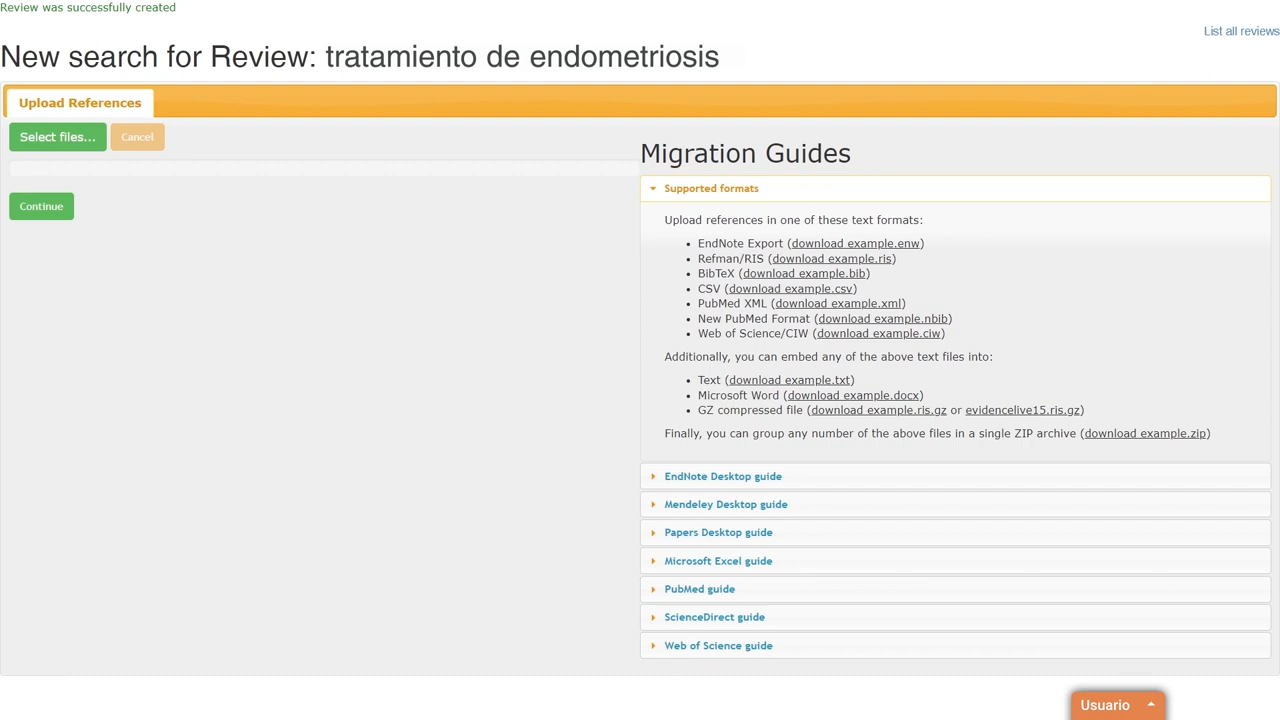 Review was successfully created
List all reviews
New search for Review: tratamiento de endometriosis
Upload References
Select files...
Cancel
Continue
Migration Guides
Supported formats
Upload references in one of these text formats:
EndNote Export (download example.enw)
Refman/RIS (download example.ris)
BibTeX (download example.bib)
CSV (download example.csv)
PubMed XML (download example.xml)
New PubMed Format (download example.nbib)
Web of Science/CIW (download example.ciw)
Additionally, you can embed any of the above text files into:
Text (download example.txt)
Microsoft Word (download example.docx)
GZ compressed file (download example.ris.gz or evidencelive15.ris.gz)
Finally, you can group any number of the above files in a single ZIP archive (download example.zip)
EndNote Desktop guide
Mendeley Desktop guide
Papers Desktop guide
Microsoft Excel guide
PubMed guide
ScienceDirect guide
Web of Science guide
Usuario